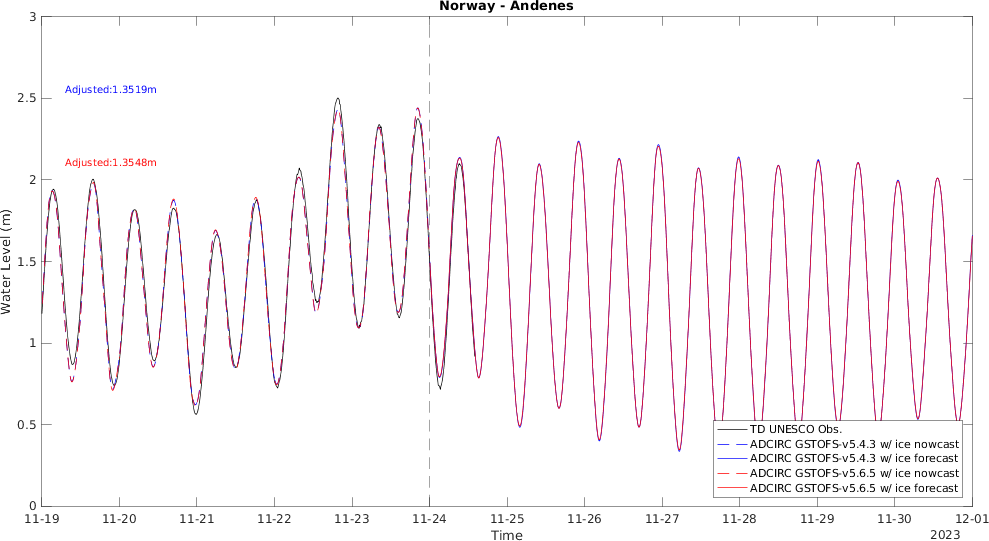 Norway - Andenes
3
2.5
2
1.5
1
0.5
0
Water Level (m)
Adjusted:1.3519m
Adjusted:1.3548m
TD UNESCO Obs.
ADCIRC GSTOFS-v5.4.3 w/ ice nowcast
ADCIRC GSTOFS-v5.4.3 w/ ice forecast
ADCIRC GSTOFS-v5.6.5 w/ ice nowcast
ADCIRC GSTOFS-v5.6.5 w/ ice forecast
11-19 11-20 11-21 11-22 11-23 11-24 11-25 11-26 11-27 11-28 11-29 11-30 12-01
Time
2023